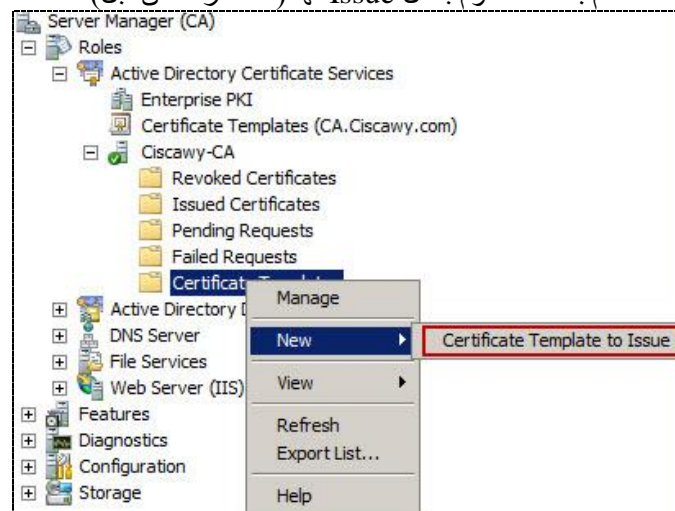 Issue
Server Manager (CA)
Roles
Active Directory Certificate Services
Enterprise PKI
Certificate Templates (CA.Ciscawy.com)
Ciscawy-CA
Revoked Certificates
Issued Certificates
Pending Requests
Failed Requests
Active Directory
DNS Server
File Services
Web Server (IIS)
Features
Diagnostics
Configuration
Storage
Manage
New
Certificate Template to Issue
View
Refresh
Export List...
Help